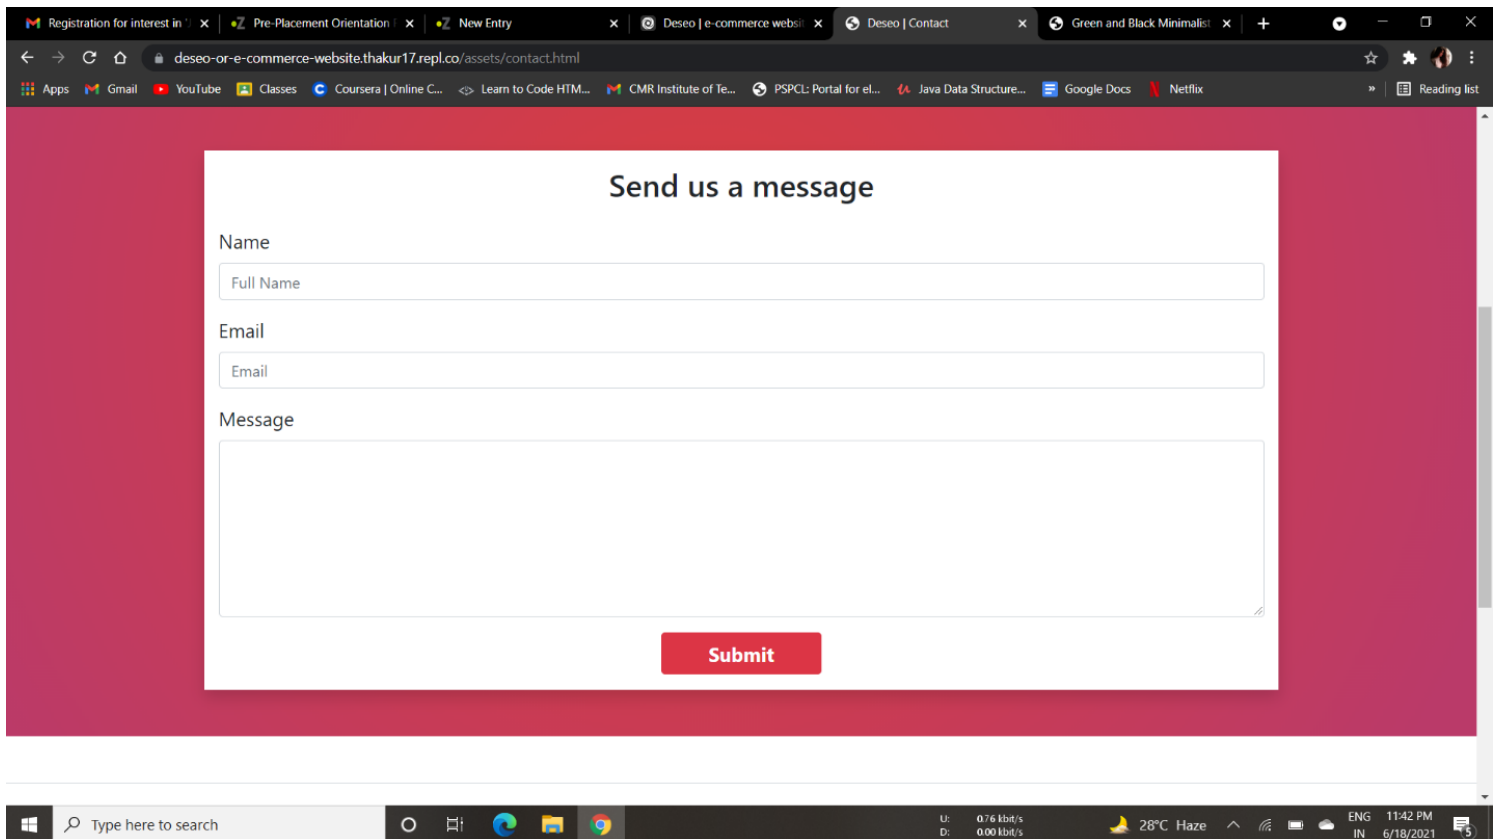 Registration for interest in 'J
Pre-Placement Orientation F
New Entry
Deseo | e-commerce websi
Deseo | Contact
Green and Black Minimalist
deseo-or-e-commerce-website.thakur17.repl.co/assets/contact.html
Apps
Gmail
YouTube
Classes
Coursera | Online C...
Learn to Code HTM...
CMR Institute of Te...
PSPCL: Portal for el...
Java Data Structure...
Google Docs
Netflix
»
Reading list
Send us a message
Name
Full Name
Email
Email
Message
Submit
Type here to search
U: 0.76 kbit/s
D: 0.00 kbit/s
28°C Haze
ENG
IN
11:42 PM
6/18/2021
5